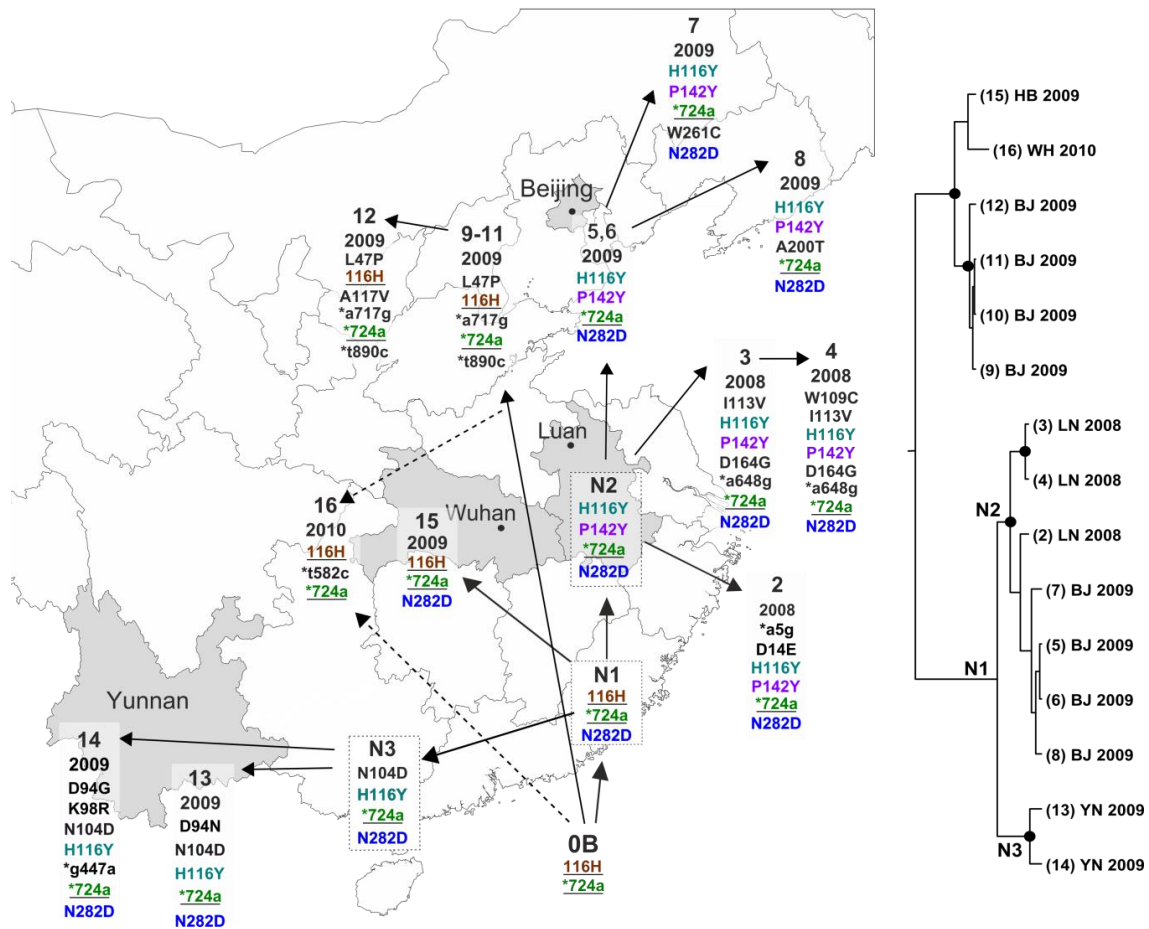 7
2009
H116Y
P142Y
*724a
W261C
N282D
8
2009
H116Y
P142Y
A200T
*724a
N282D
Beijing
5,6
2009
H116Y
P142Y
*724a
N282D
12
2009
L47P
116H
A117V
*a717g
*724a
*t890c
9-11
2009
L47P
116H
*a717g
*724a
*t890c
3
2008
I113V
H116Y
P142Y
D164G
*a648g
*724a
N282D
4
2008
W109C
I113V
H116Y
P142Y
D164G
*a648g
*724a
N282D
Luan
N2
H116Y
P142Y
*724a
N282D
Wuhan
16
2010
116H
*t582c
*724a
15
2009
116H
*724a
N282D
2
2008
*a5g
D14E
H116Y
P142Y
*724a
N282D
N1
116H
*724a
N282D
Yunnan
14
2009
D94G
K98R
N104D
H116Y
*g447a
*724a
N282D
13
2009
D94N
N104D
H116Y
*724a
N282D
N3
N104D
H116Y
*724a
N282D
0B
116H
*724a
(15) HB 2009
(16) WH 2010
(12) BJ 2009
(11) BJ 2009
(10) BJ 2009
(9) BJ 2009
(3) LN 2008
(4) LN 2008
N2
(2) LN 2008
(7) BJ 2009
(5) BJ 2009
(6) BJ 2009
N1
(8) BJ 2009
(13) YN 2009
N3
(14) YN 2009